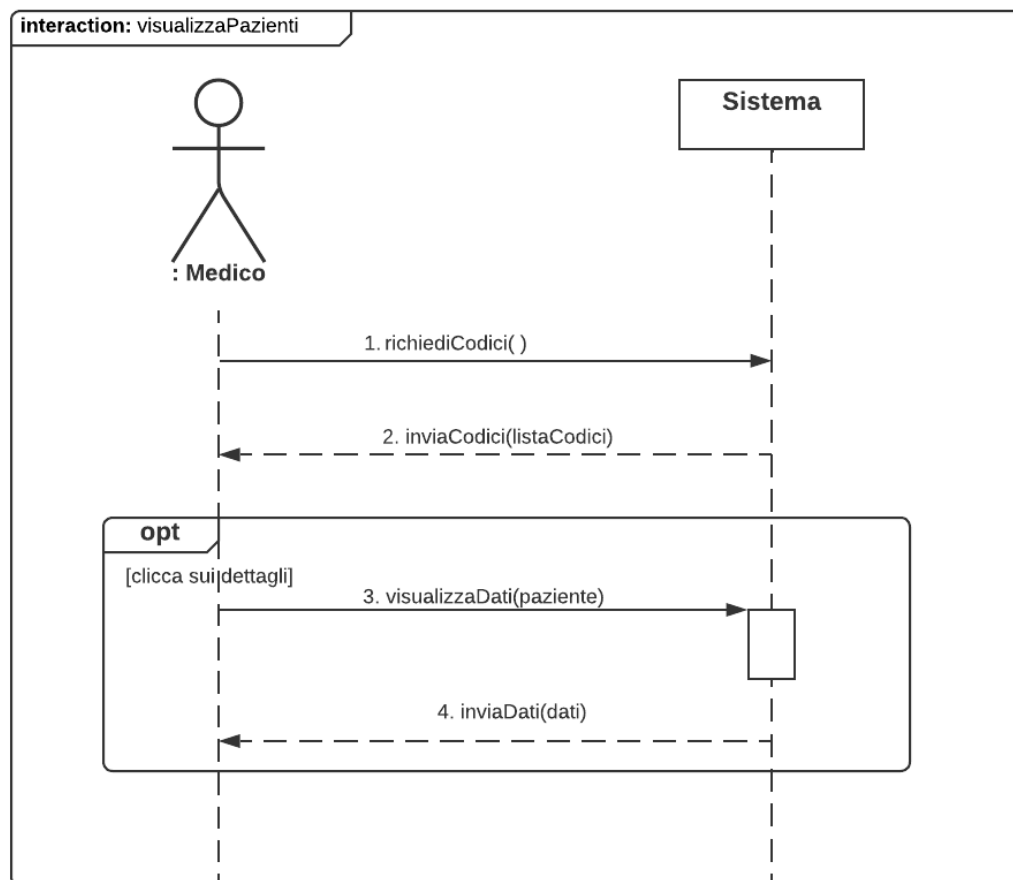 interaction: visualizzaPazienti
Sistema
: Medico
1. richiediCodici( )
2. inviaCodici(listaCodici)
opt
[clicca sui dettagli]
3. visualizzaDati(paziente)
4. inviaDati(dati)